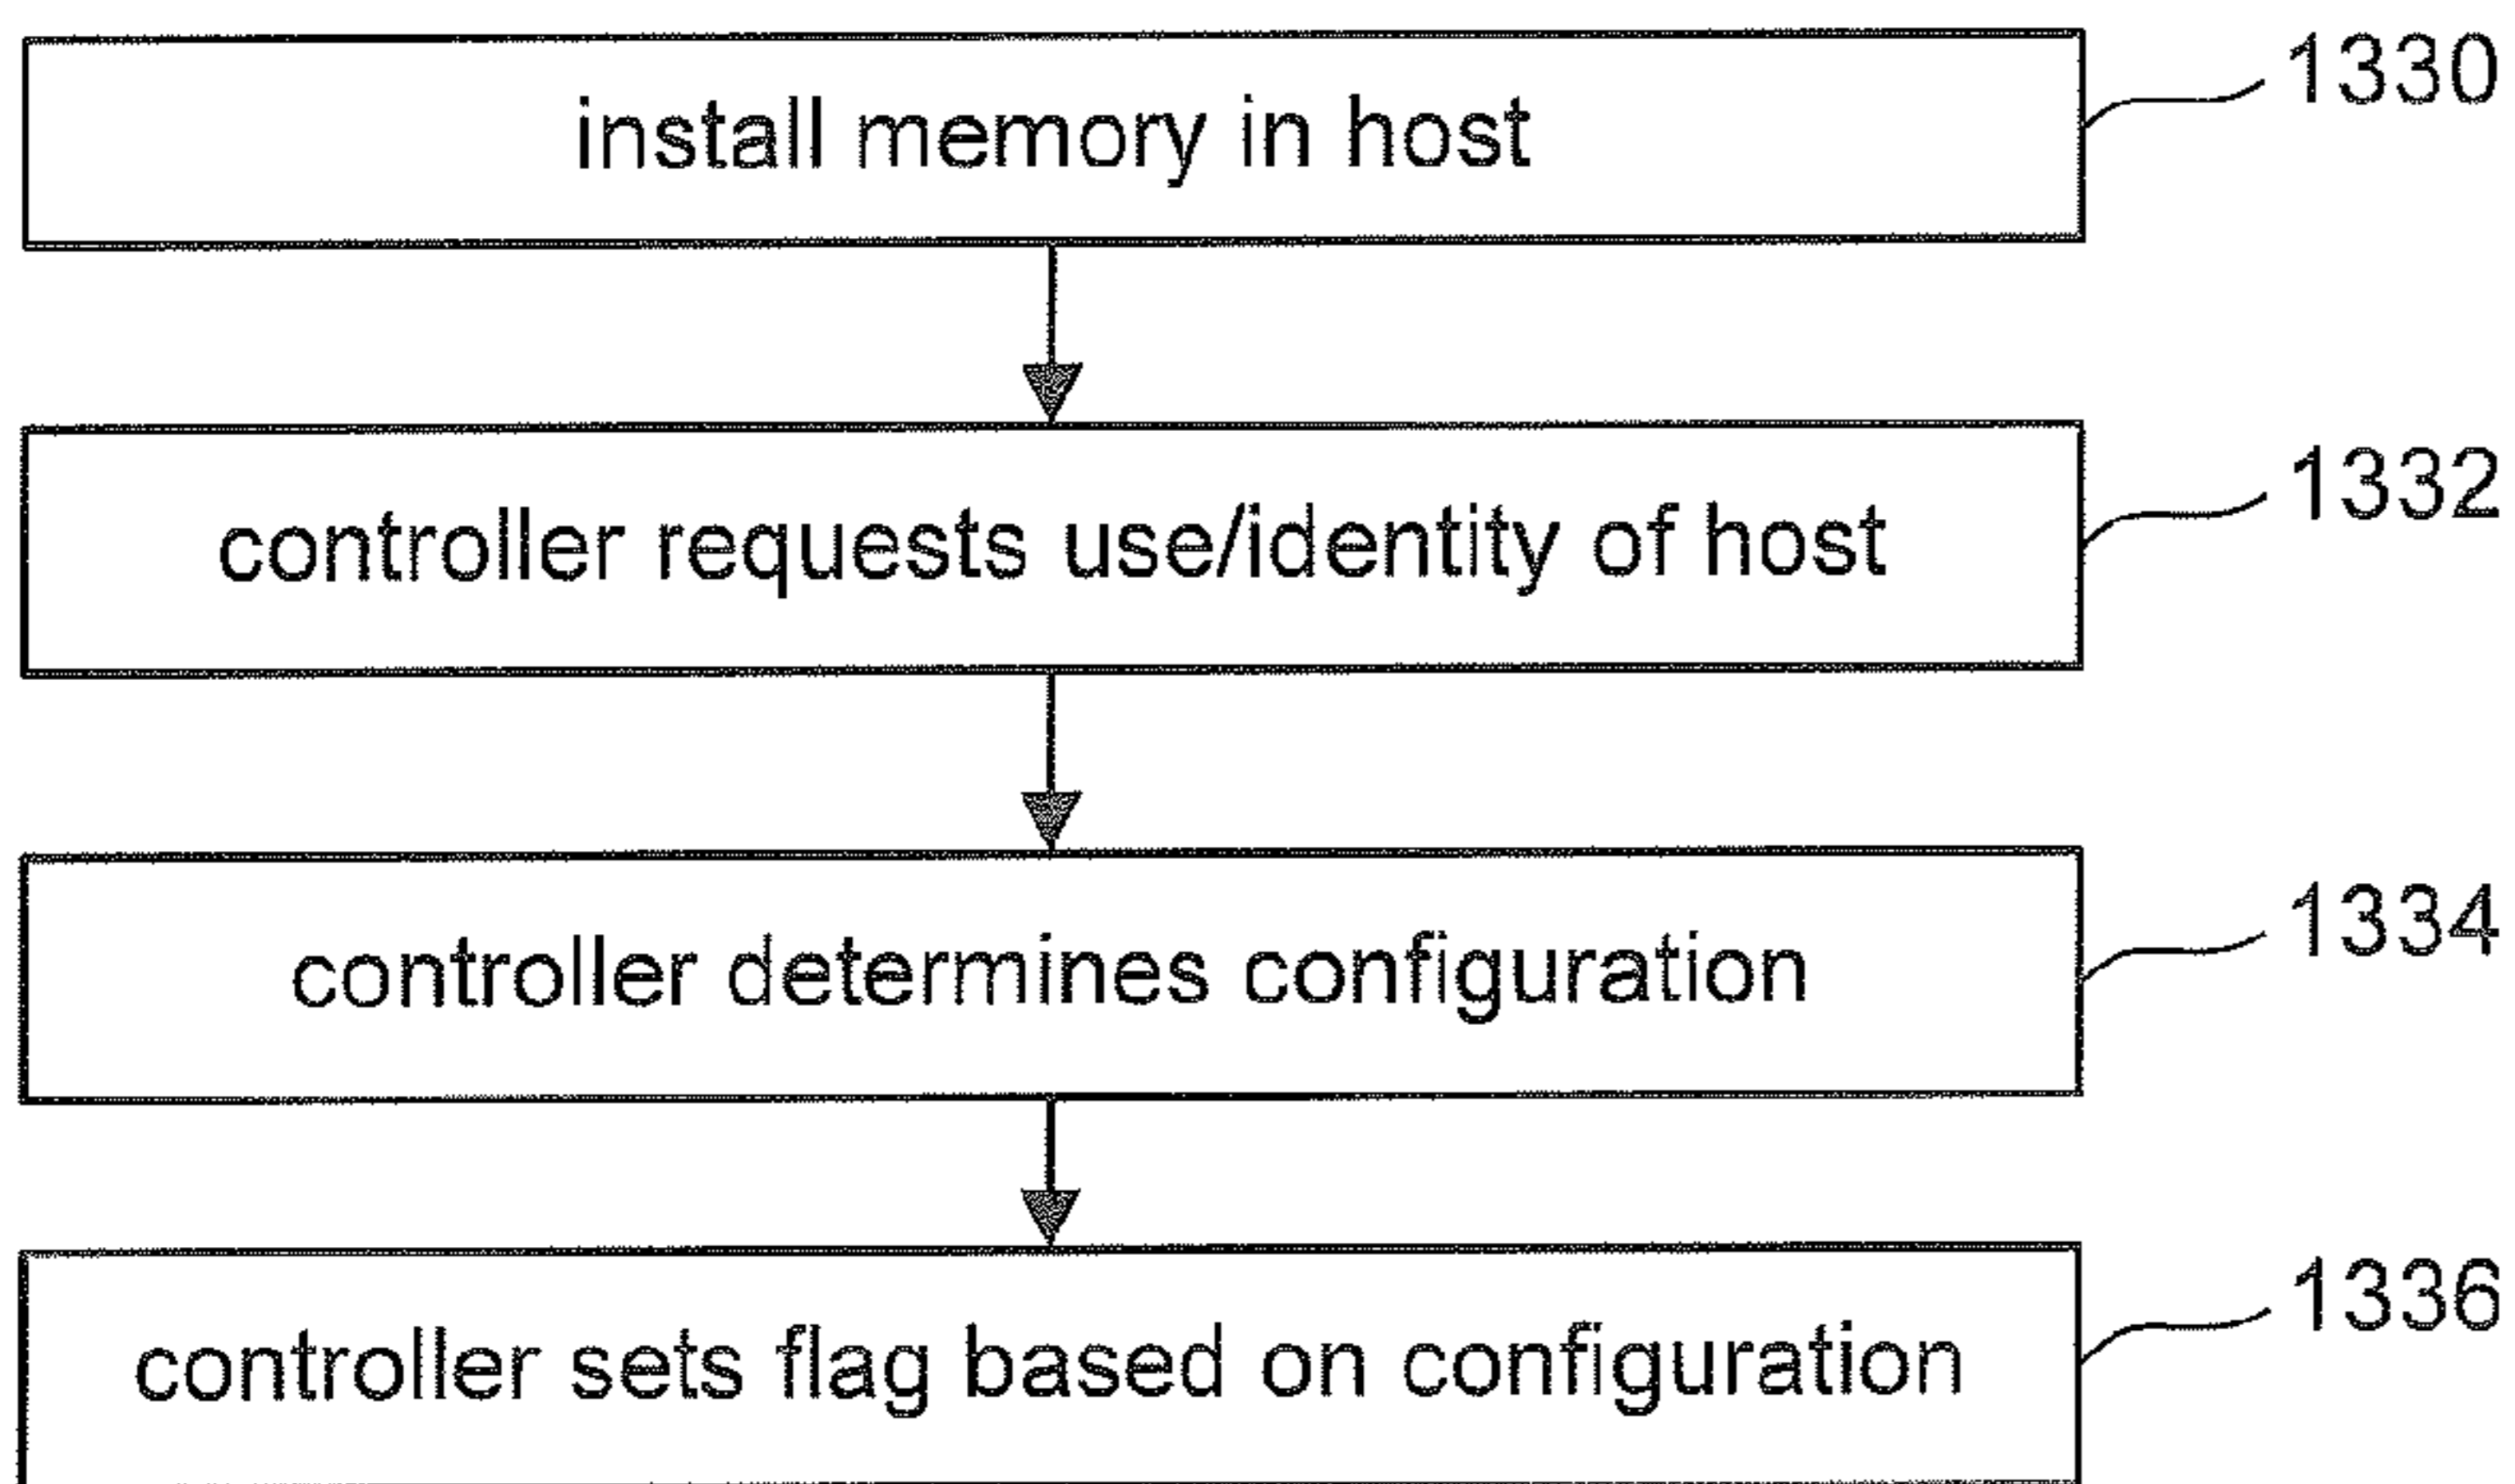 install memory in host 1330
controller requests use/identity of host 1332
controller determines configuration 1334
controller sets flag based on configuration 1336